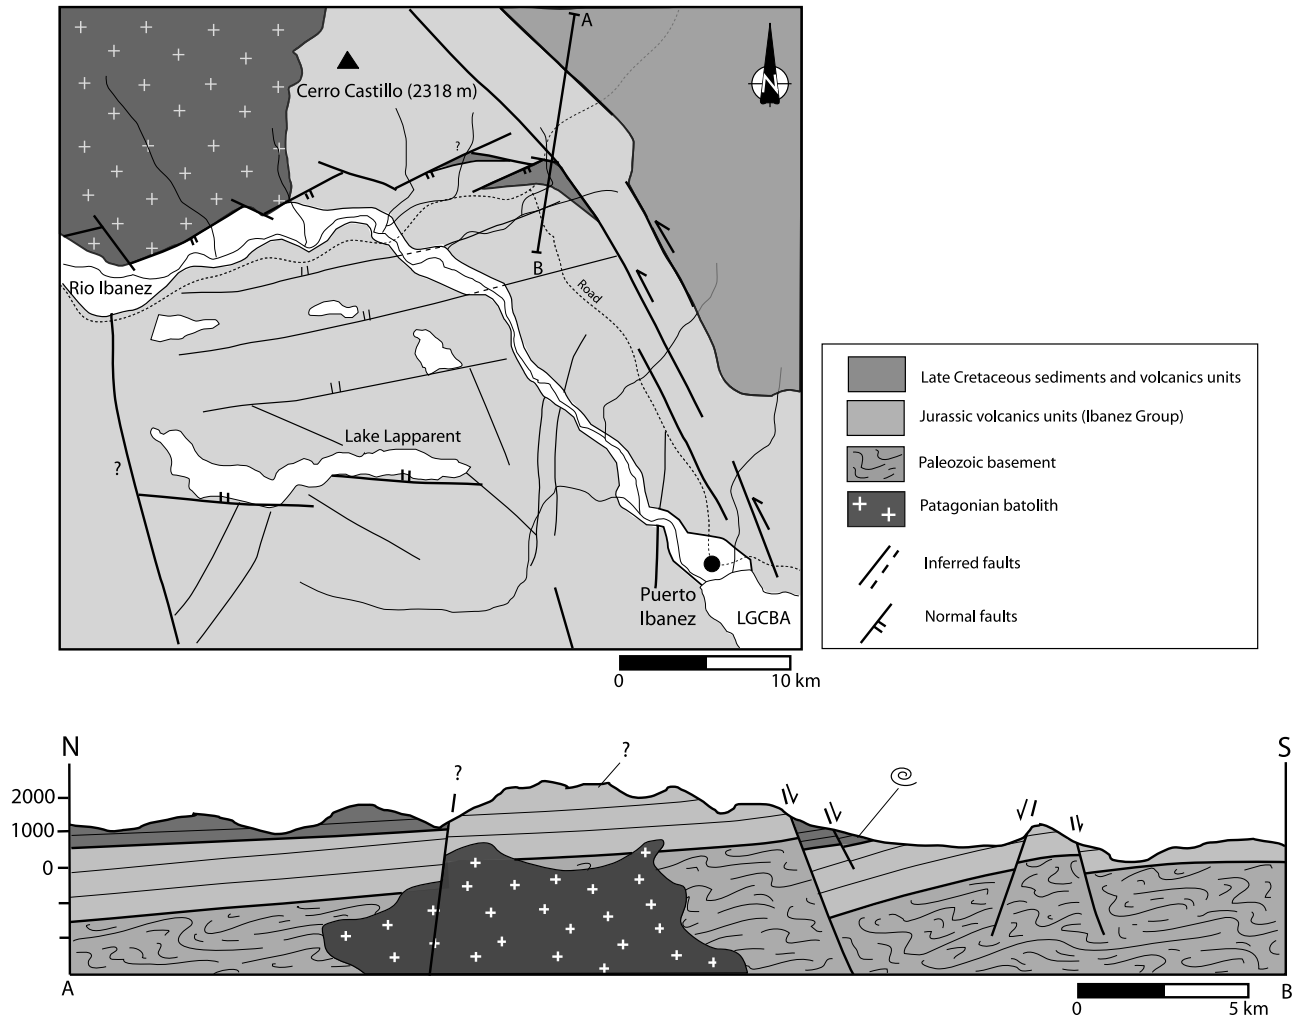 A
N
Cerro Castillo (2318 m)
?
B
Rio Ibanez
Road
Lake Lapparent
?
Puerto
Ibanez
LGCBA
0 10 km
Late Cretaceous sediments and volcanics units
Jurassic volcanics units (Ibanez Group)
Paleozoic basement
Patagonian batolith
Inferred faults
Normal faults
N
S
?
?
2000
1000
0
A
B
0 5 km